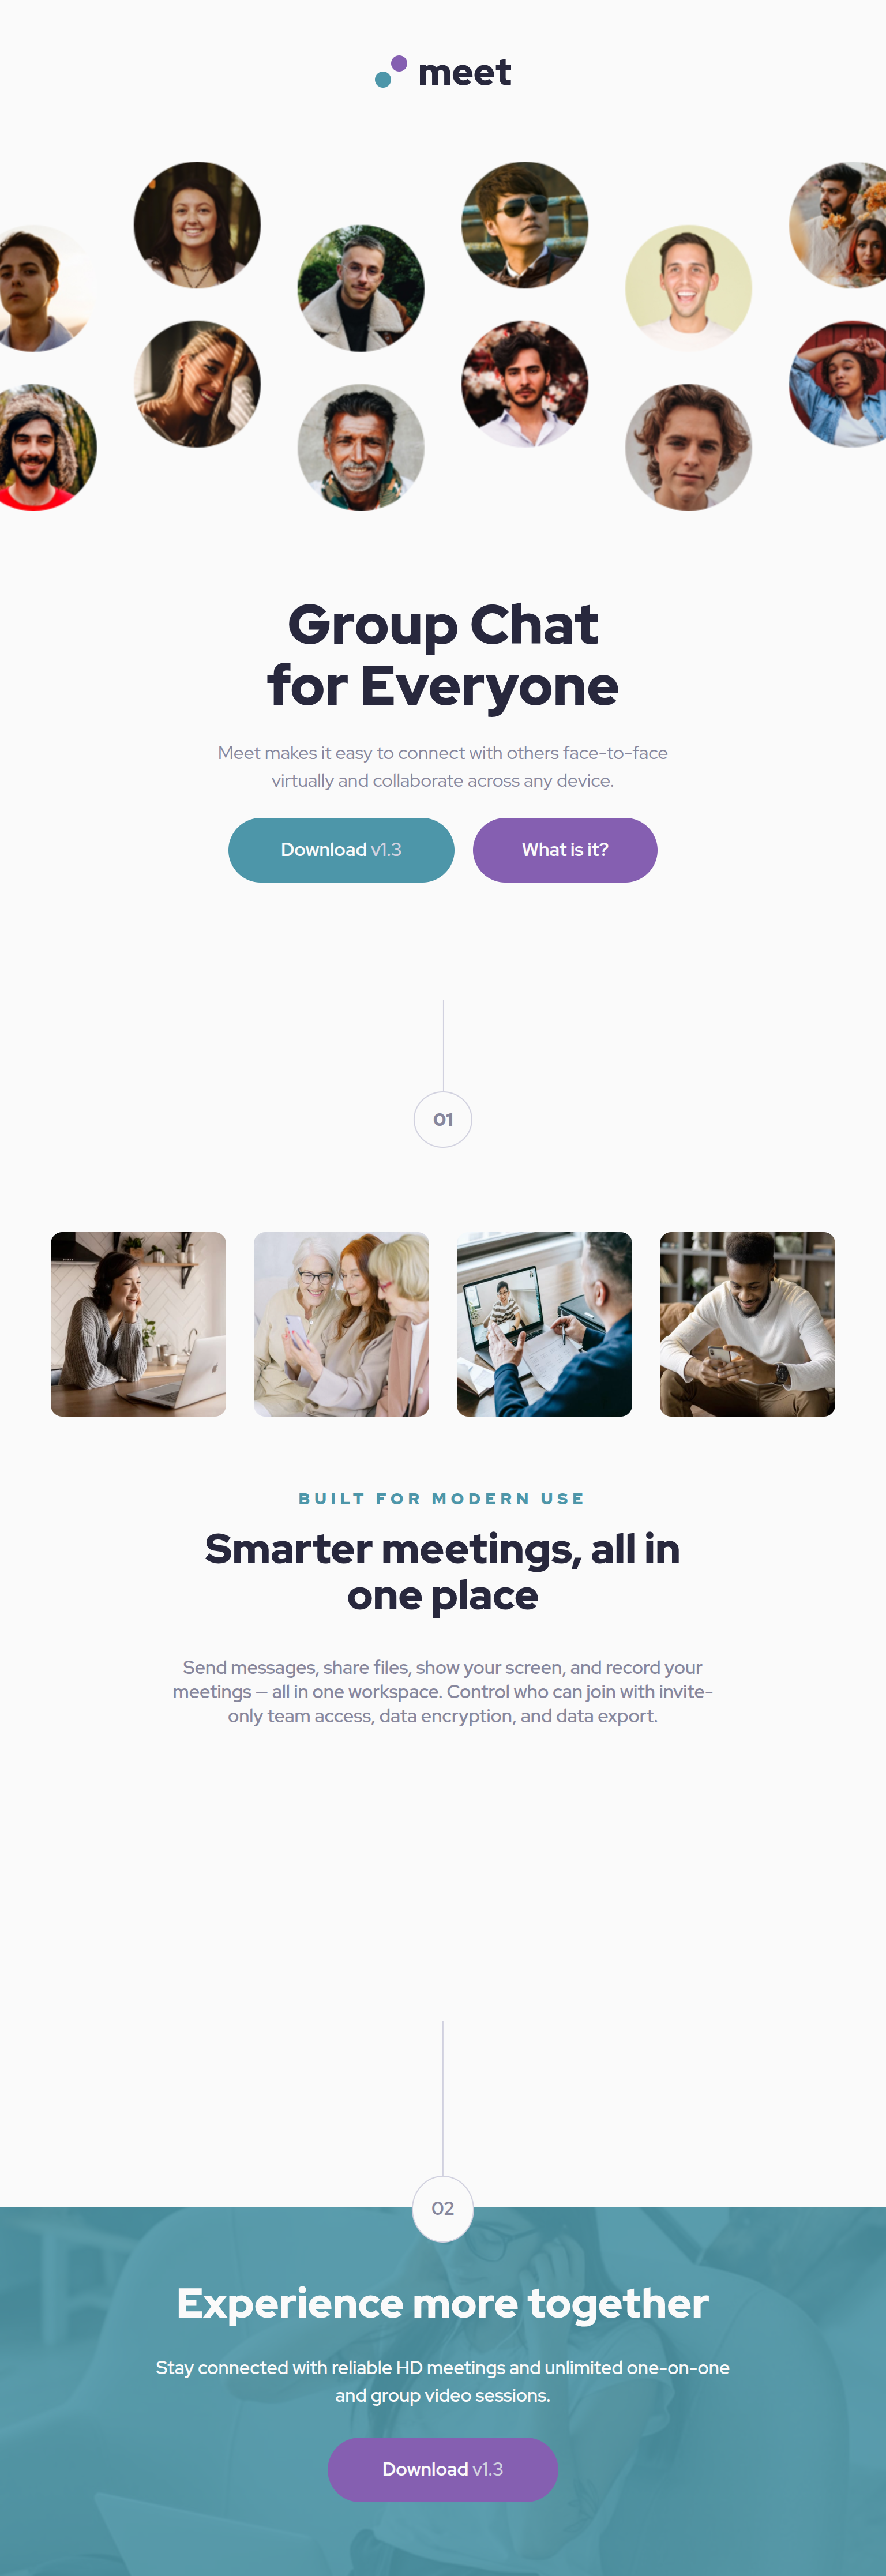 meet
Group Chat
for Everyone
Meet makes it easy to connect with others face-to-face
virtually and collaborate across any device.
Download v1.3
What is it?
01
BUILT FOR MODERN USE
Smarter meetings, all in
one place
Send messages, share files, show your screen, and record your
meetings — all in one workspace. Control who can join with invite-
only team access, data encryption, and data export.
02
Experience more together
Stay connected with reliable HD meetings and unlimited one-on-one
and group video sessions.
Download v1.3